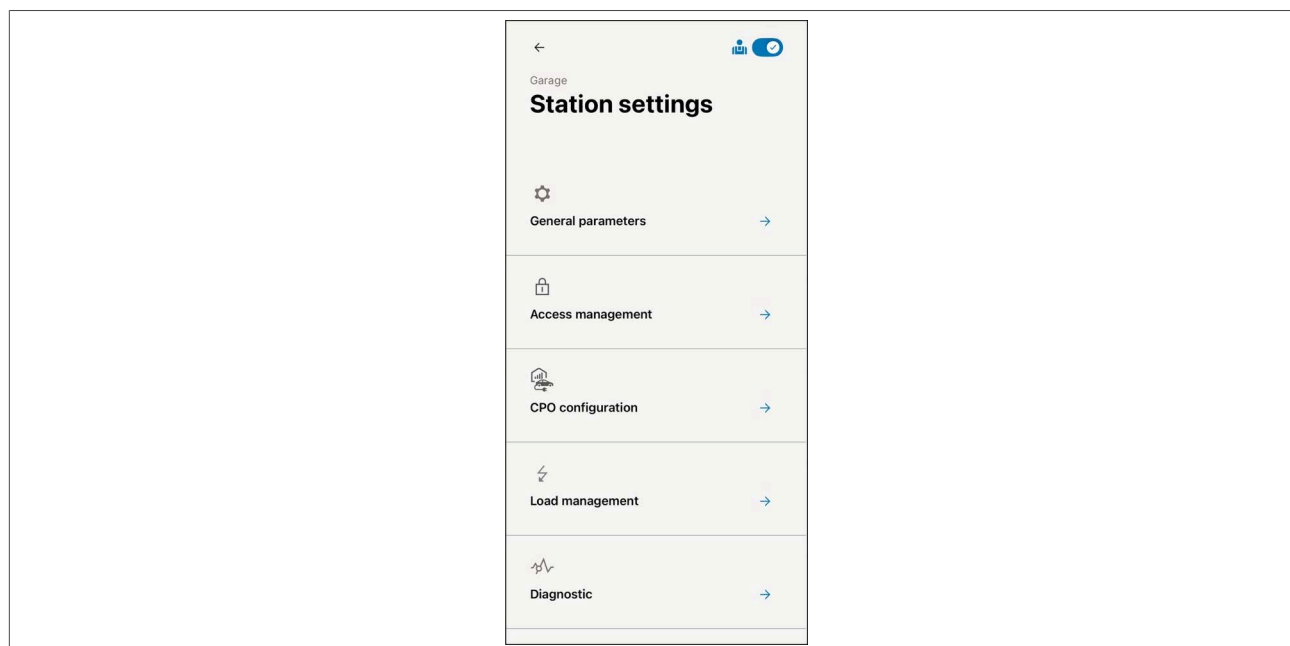 Garage
Station settings
General parameters
Access management
CPO configuration
Load management
Diagnostic